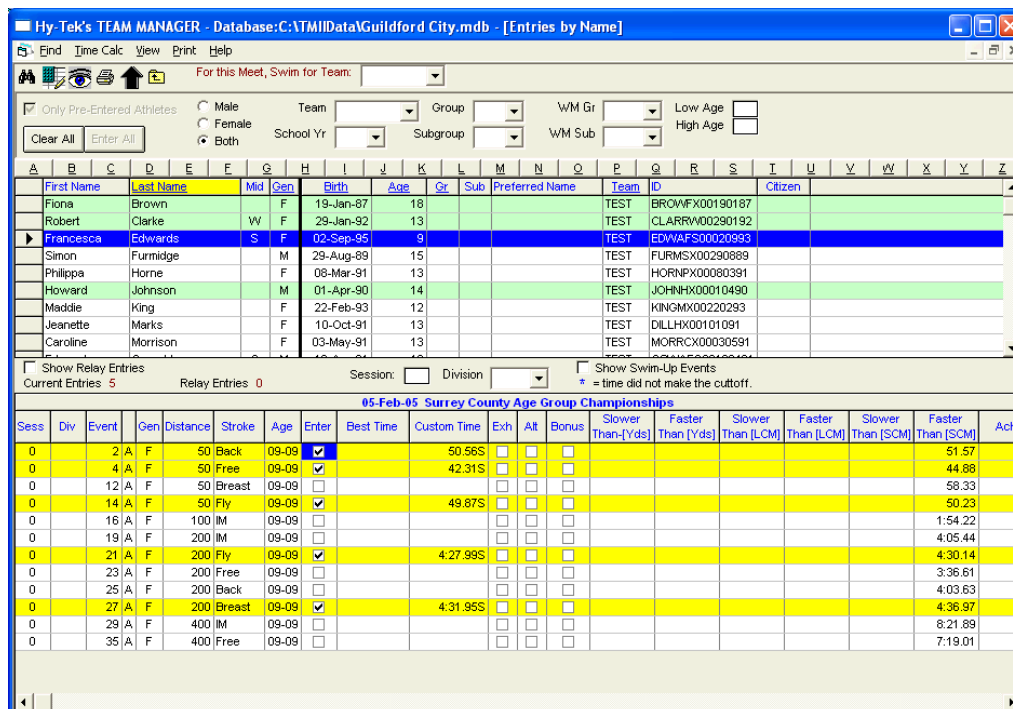 Hy-Tek's TEAM MANAGER - Database:C:\TMIIData\Guildford City.mdb - [Entries by Name]
Find Time Calc View Print Help
For this Meet, Swim for Team:
Only Pre-Entered Athletes Male Team Group WM Gr Low Age
Female High Age
Clear All Enter All Both School Yr Subgroup WM Sub
A B C D E F G H I J K L M N O P Q R S T U V W X Y Z
First Name Last Name Mid Gen Birth Age Gr Sub Preferred Name Team ID Citizen
Fiona Brown F 19-Jan-87 18 TEST BROWFX00190187
Robert Clarke W F 29-Jan-92 13 TEST CLARRW00290192
Francesca Edwards S F 02-Sep-95 9 TEST EDWAFS00020993
Simon Furmidge M 29-Aug-89 15 TEST FURMSX00290889
Philippa Horne F 08-Mar-91 13 TEST HORNPX00080391
Howard Johnson M 01-Apr-90 14 TEST JOHNHX00010490
Maddie King F 22-Feb-93 12 TEST KINGMX00220293
Jeanette Marks F 10-Oct-91 13 TEST DILLHX00101091
Caroline Morrison F 03-May-91 13 TEST MORRCX00030591
Show Relay Entries Session: Division Show Swim-Up Events
Current Entries 5 Relay Entries 0 * = time did not make the cuttoff.
05-Feb-05 Surrey County Age Group Championships
Sess Div Event Gen Distance Stroke Age Enter Best Time Custom Time Exh Alt Bonus Slower Than-[Yds] Faster Than [Yds] Slower Than [LCM] Faster Than [LCM] Slower Than [SCM] Faster Than [SCM] Ach
0 2 A F 50 Back 09-09 50.56S 51.57
0 4 A F 50 Free 09-09 42.31S 44.88
0 12 A F 50 Breast 09-09 58.33
0 14 A F 50 Fly 09-09 49.87S 50.23
0 16 A F 100 IM 09-09 1:54.22
0 19 A F 200 IM 09-09 4:05.44
0 21 A F 200 Fly 09-09 4:27.99S 4:30.14
0 23 A F 200 Free 09-09 3:36.61
0 25 A F 200 Back 09-09 4:03.63
0 27 A F 200 Breast 09-09 4:31.95S 4:36.97
0 29 A F 400 IM 09-09 8:21.89
0 35 A F 400 Free 09-09 7:19.01